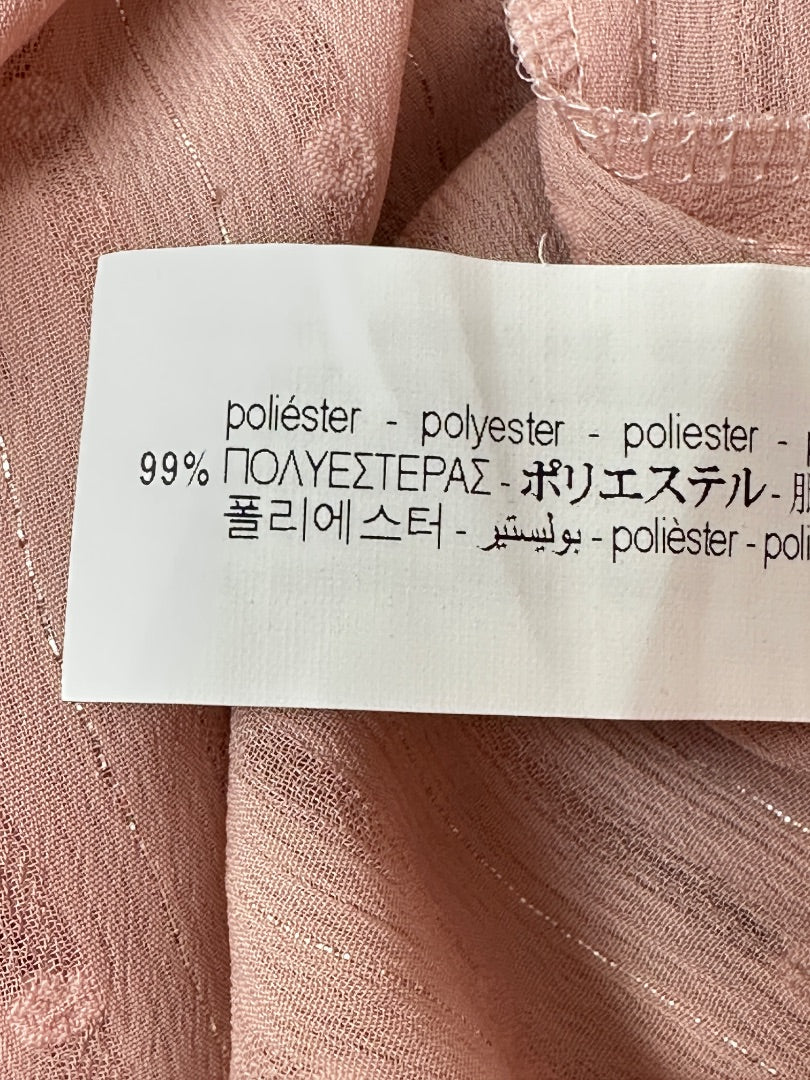 poliéster - polyester - poliester -
99% ΠΟΛΥΕΣΤΕΡΑΣ - ポリエステル -
폴리에스터 - بوليستير - polièster -